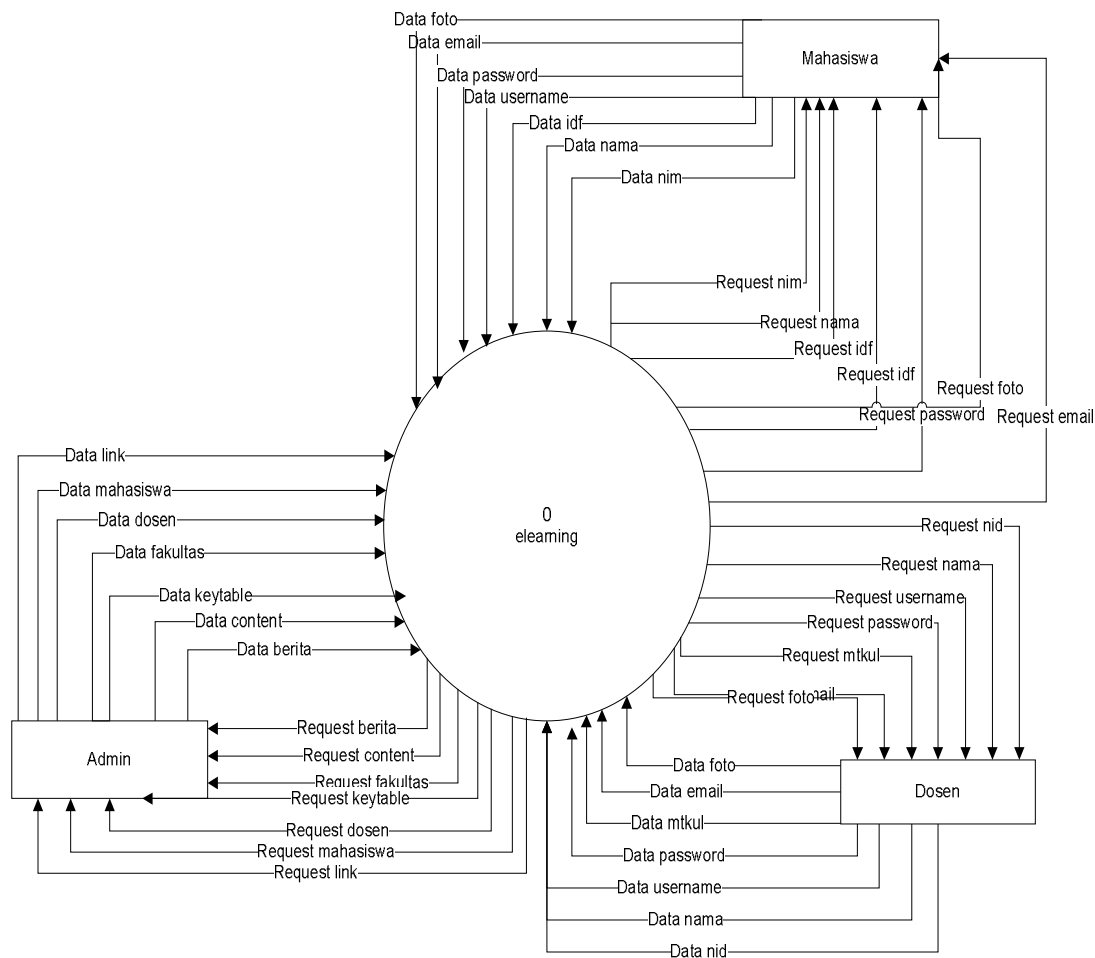 Data foto
Data email
Mahasiswa
Data password
Data username
Data idf
Data nama
Data nim
Request nim
Request nama
Request idf
Request idf
Request foto
Request password
Request email
Data link
Data mahasiswa
Data dosen
Data fakultas
Data keytable
Data content
Data berita
0
elearning
Request nid
Request nama
Request username
Request password
Request mtkul
Request foto
Request berita
Request content
Request fakultas
Request keytable
Request dosen
Request mahasiswa
Request link
Admin
Data foto
Data email
Data mtkul
Data password
Data username
Data nama
Data nid
Dosen